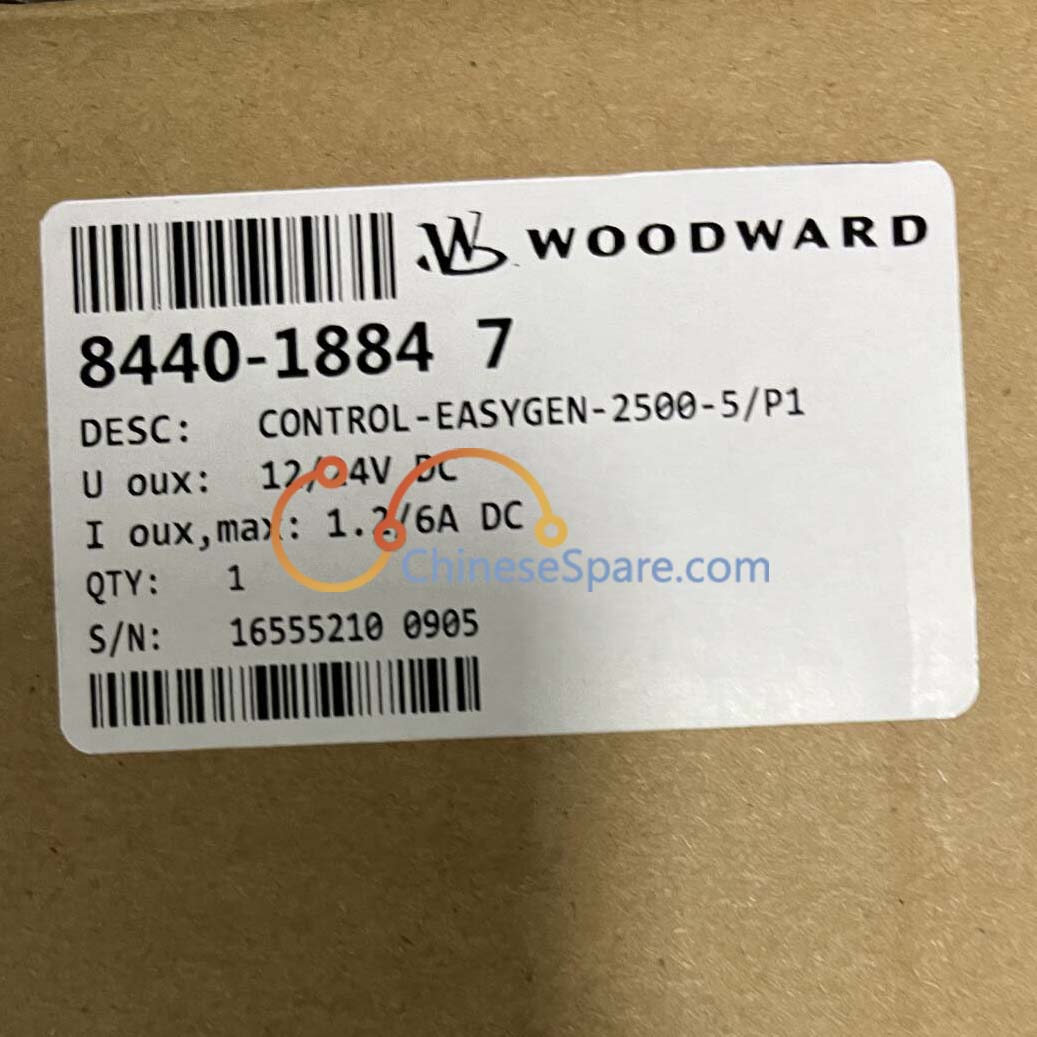 WOODWARD
8440-1884 7
DESC: CONTROL-EASYGEN-2500-5/P1
U oux: 12/24V DC
I oux,max: 1.2/6A DC
ChineseSpare.com
QTY: 1
S/N: 16555210 0905